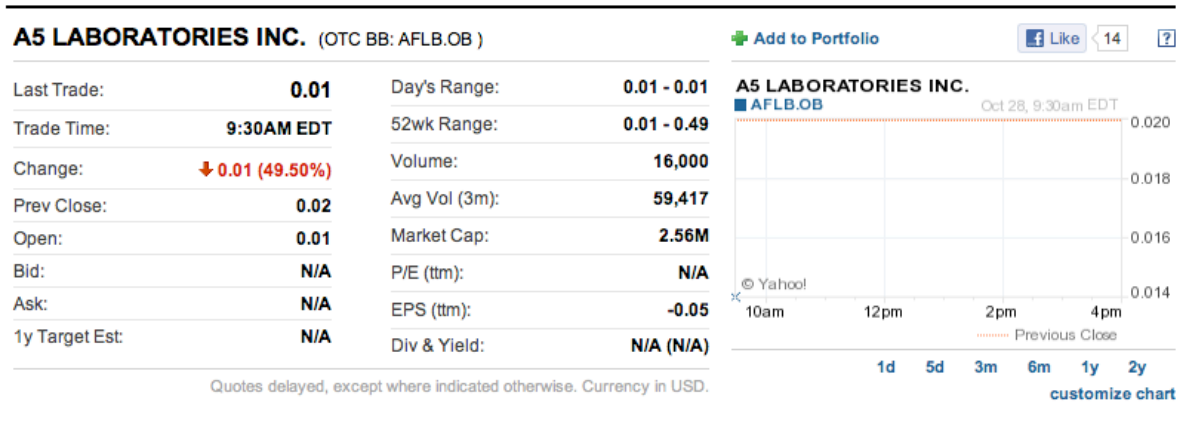 A5 LABORATORIES INC. (OTC BB: AFLB.OB )
Last Trade: 0.01
Trade Time: 9:30AM EDT
Change: 0.01 (49.50%)
Prev Close: 0.02
Open: 0.01
Bid: N/A
Ask: N/A
1y Target Est: N/A
Day's Range: 0.01 - 0.01
52wk Range: 0.01 - 0.49
Volume: 16,000
Avg Vol (3m): 59,417
Market Cap: 2.56M
P/E (ttm): N/A
EPS (ttm): -0.05
Div & Yield: N/A (N/A)
Quotes delayed, except where indicated otherwise. Currency in USD.
Add to Portfolio
Like 14 ?
A5 LABORATORIES INC.
AFLB.OB Oct 28, 9:30am EDT
0.020
0.018
0.016
0.014
© Yahoo!
10am 12pm 2pm 4pm
Previous Close
1d 5d 3m 6m 1y 2y
customize chart